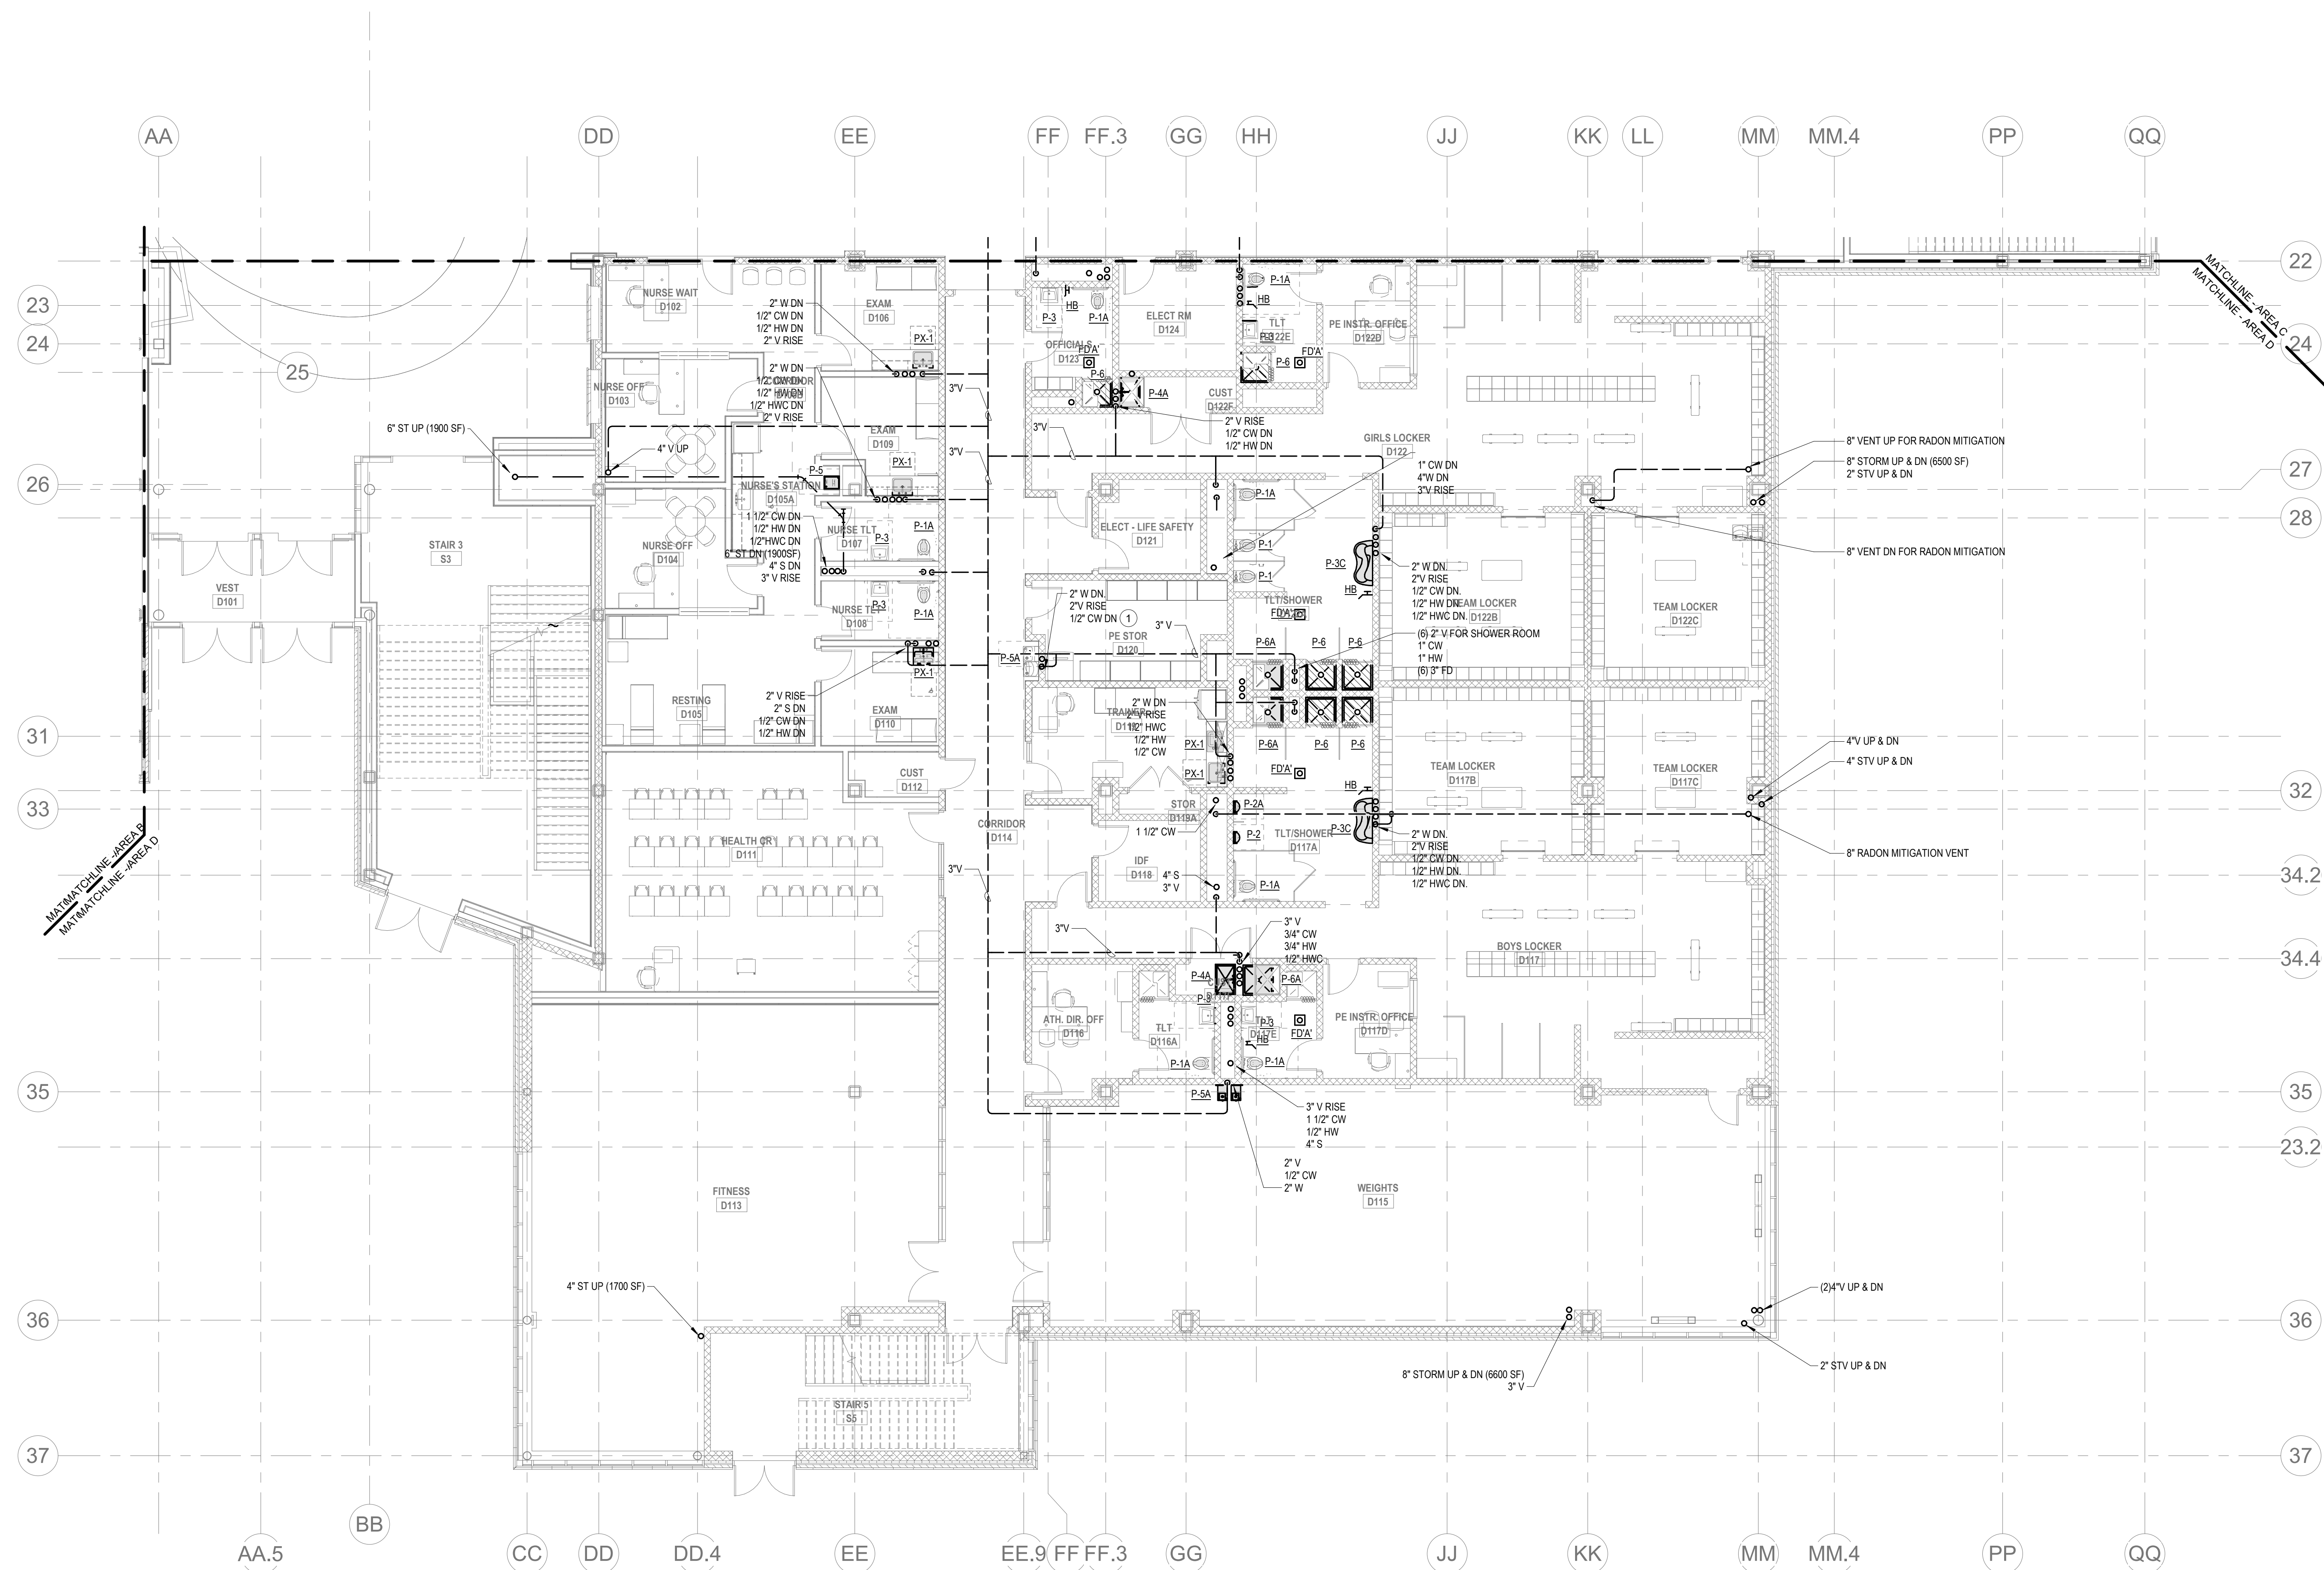 AA
DD
EE
FF
FF.3
GG
HH
JJ
KK
LL
MM
MM.4
PP
QQ
22
MATCHLINE - AREA C
MATCHLINE - AREA D
23
24
25
24
26
27
28
31
33
32
34.2
34.4
35
35
23.2
36
36
37
37
NURSE WAIT
D102
2" W DN
1/2" CW DN
1/2" HW DN
2" V RISE
EXAM
D106
PX-1
NURSE OFF
D103
2" W DN
1/2" CW DN
1/2" HW DN
1/2" HWC DN
2" V RISE
3"V
EXAM
D109
PX-1
3"V
6" ST UP (1900 SF)
4" V UP
P-5
NURSE'S STATION
D105A
1 1/2" CW DN
1/2" HW DN
1/2"HWC DN
6" ST DN (1900SF)
4" S DN
3" V RISE
NURSE TLT
D107
P-3
P-1A
NURSE OFF
D104
NURSE TLT
D108
P-3
P-1A
PX-1
STAIR 3
S3
VEST
D101
RESTING
D105
2" V RISE
2" S DN
1/2" CW DN
1/2" HW DN
EXAM
D110
CUST
D112
HEALTH CR
D111
CORRIDOR
D114
3"V
MATCHLINE - AREA B
MATCHLINE - AREA D
HB
P-3
P-1A
OFFICIALS
D123
FD'A'
P-6
P-4A
ELECT RM
D124
P-1A
HB
TLT
D122E
P-3
P-6
FD'A'
PE INSTR. OFFICE
D122D
CUST
D122F
2" V RISE
1/2" CW DN
1/2" HW DN
3"V
GIRLS LOCKER
D122
1" CW DN
4"W DN
3"V RISE
8" VENT UP FOR RADON MITIGATION
8" STORM UP & DN (6500 SF)
2" STV UP & DN
8" VENT DN FOR RADON MITIGATION
ELECT - LIFE SAFETY
D121
P-1A
P-1
P-1
P-3C
HB
2" W DN.
2"V RISE
1/2" CW DN.
1/2" HW DN.
1/2" HWC DN.
TEAM LOCKER
D122B
TEAM LOCKER
D122C
TLT/SHOWER
FD'A'
2" W DN.
2"V RISE
1/2" CW DN
1
3" V
PE STOR
D120
P-5A
P-6A
P-6
P-6
(6) 2" V FOR SHOWER ROOM
1" CW
1" HW
(6) 3" FD
2" W DN
2" V RISE
1/2" HWC
1/2" HW
1/2" CW
TRAINER
PX-1
PX-1
P-6A
P-6
P-6
FD'A'
HB
STOR
D119A
1 1/2" CW
P-2A
P-2
P-3C
TLT/SHOWER
D117A
2" W DN.
2"V RISE
1/2" CW DN.
1/2" HW DN.
1/2" HWC DN.
TEAM LOCKER
D117B
TEAM LOCKER
D117C
4"V UP & DN
4" STV UP & DN
8" RADON MITIGATION VENT
IDF
D118
4" S
3" V
P-1A
3"V
3" V
3/4" CW
3/4" HW
1/2" HWC
BOYS LOCKER
D117
P-4A
P-6A
P-3
ATH. DIR. OFF
D116
TLT
D116A
P-1A
TLT
D117E
P-3
HB
P-1A
FD'A'
PE INSTR. OFFICE
D117D
P-5A
3" V RISE
1 1/2" CW
1/2" HW
4" S
2" V
1/2" CW
2" W
FITNESS
D113
WEIGHTS
D115
4" ST UP (1700 SF)
(2)4"V UP & DN
2" STV UP & DN
8" STORM UP & DN (6600 SF)
3" V
STAIR 5
S5
AA.5
BB
CC
DD
DD.4
EE
EE.9
FF
FF.3
GG
JJ
KK
MM
MM.4
PP
QQ